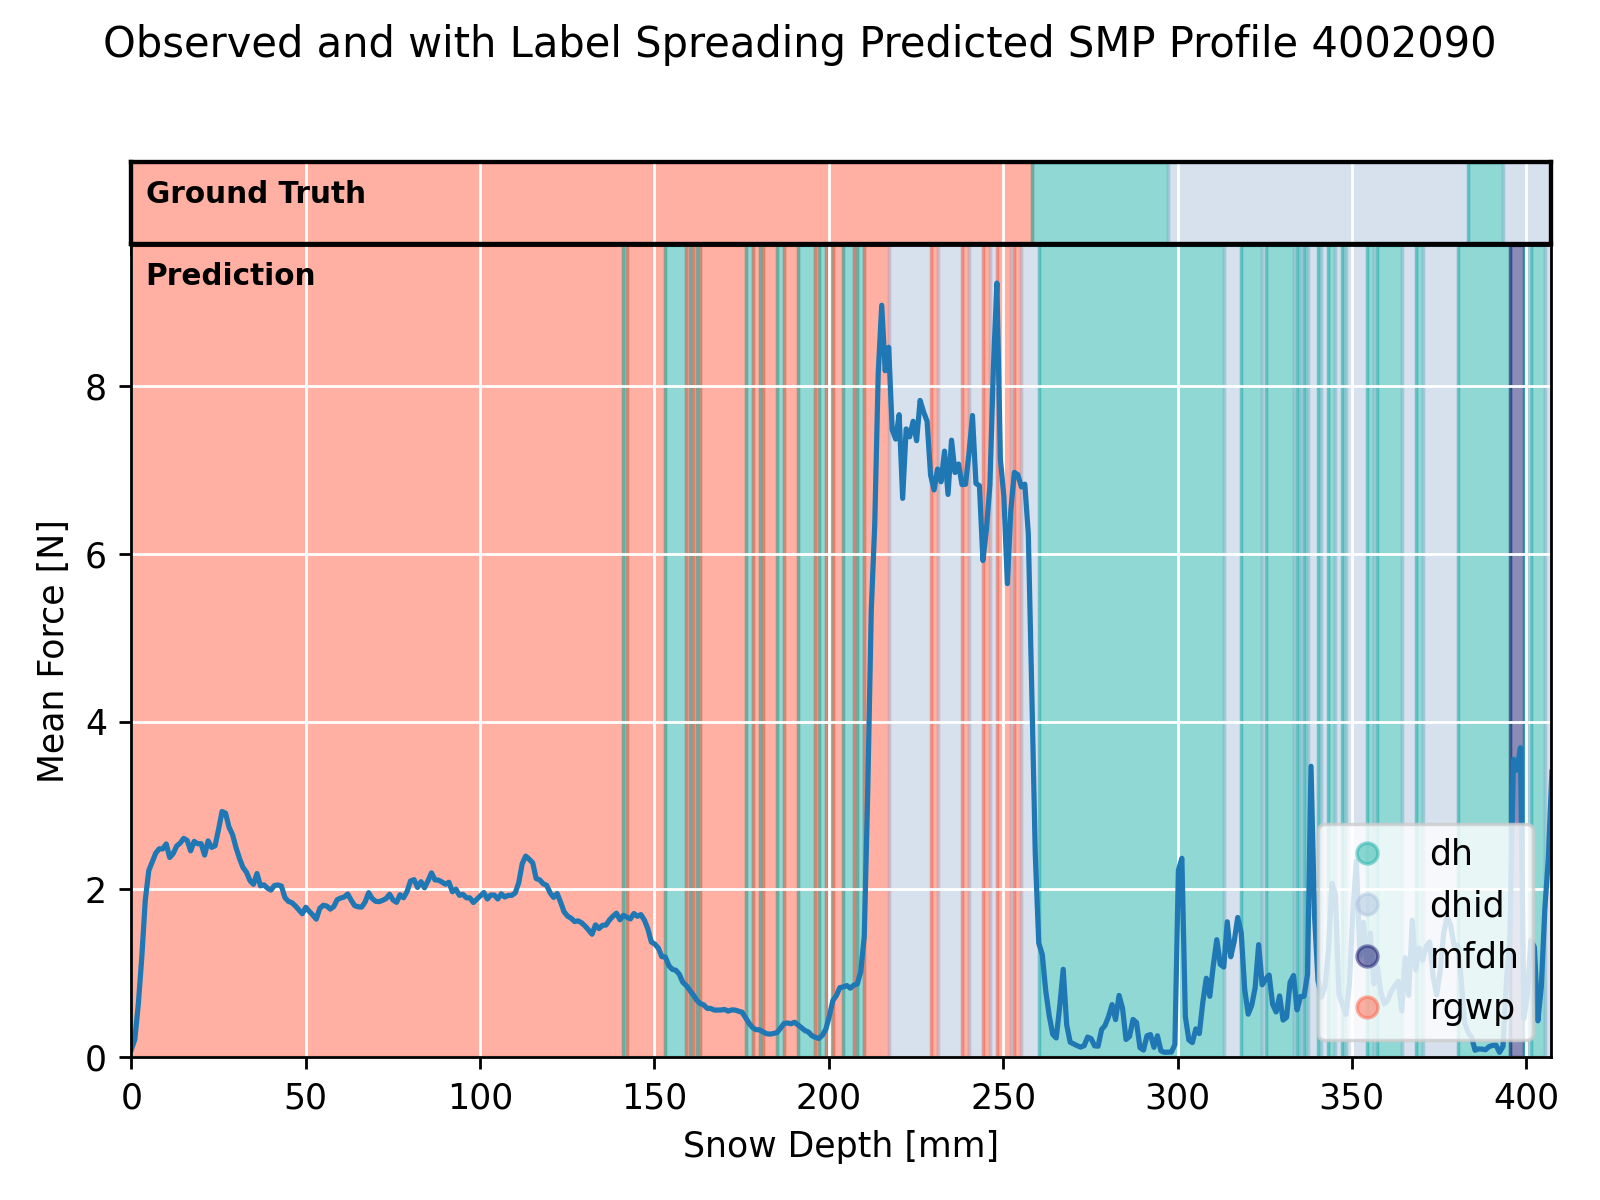 Observed and with Label Spreading Predicted SMP Profile 4002090
Ground Truth
Prediction
Mean Force [N]
8
6
4
2
0
dh
dhid
mfdh
rgwp
0 50 100 150 200 250 300 350 400
Snow Depth [mm]